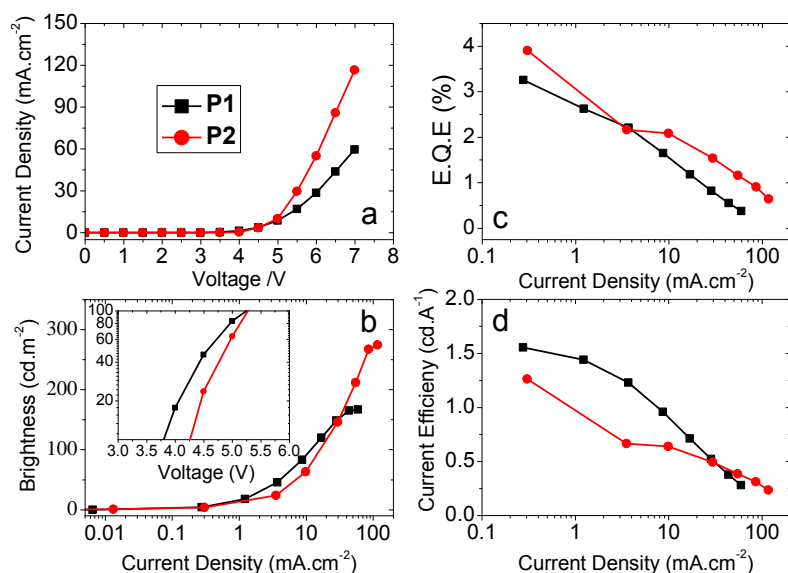 150
120
90
60
30
0
Current Density (mA.cm-2)
P1
P2
a
0 1 2 3 4 5 6 7 8
Voltage /V
4
3
2
1
0
E.Q.E (%)
c
0.1 1 10 100
Current Density (mA.cm-2)
300
250
200
150
100
50
0
Brightness (cd.m-2)
b
100
80
60
40
20
3.0 3.5 4.0 4.5 5.0 5.5 6.0
Voltage (V)
0.01 0.1 1 10 100
Current Density (mA.cm-2)
2.0
1.5
1.0
0.5
0.0
Current Efficieny (cd.A-1)
d
0.1 1 10 100
Current Density (mA.cm-2)